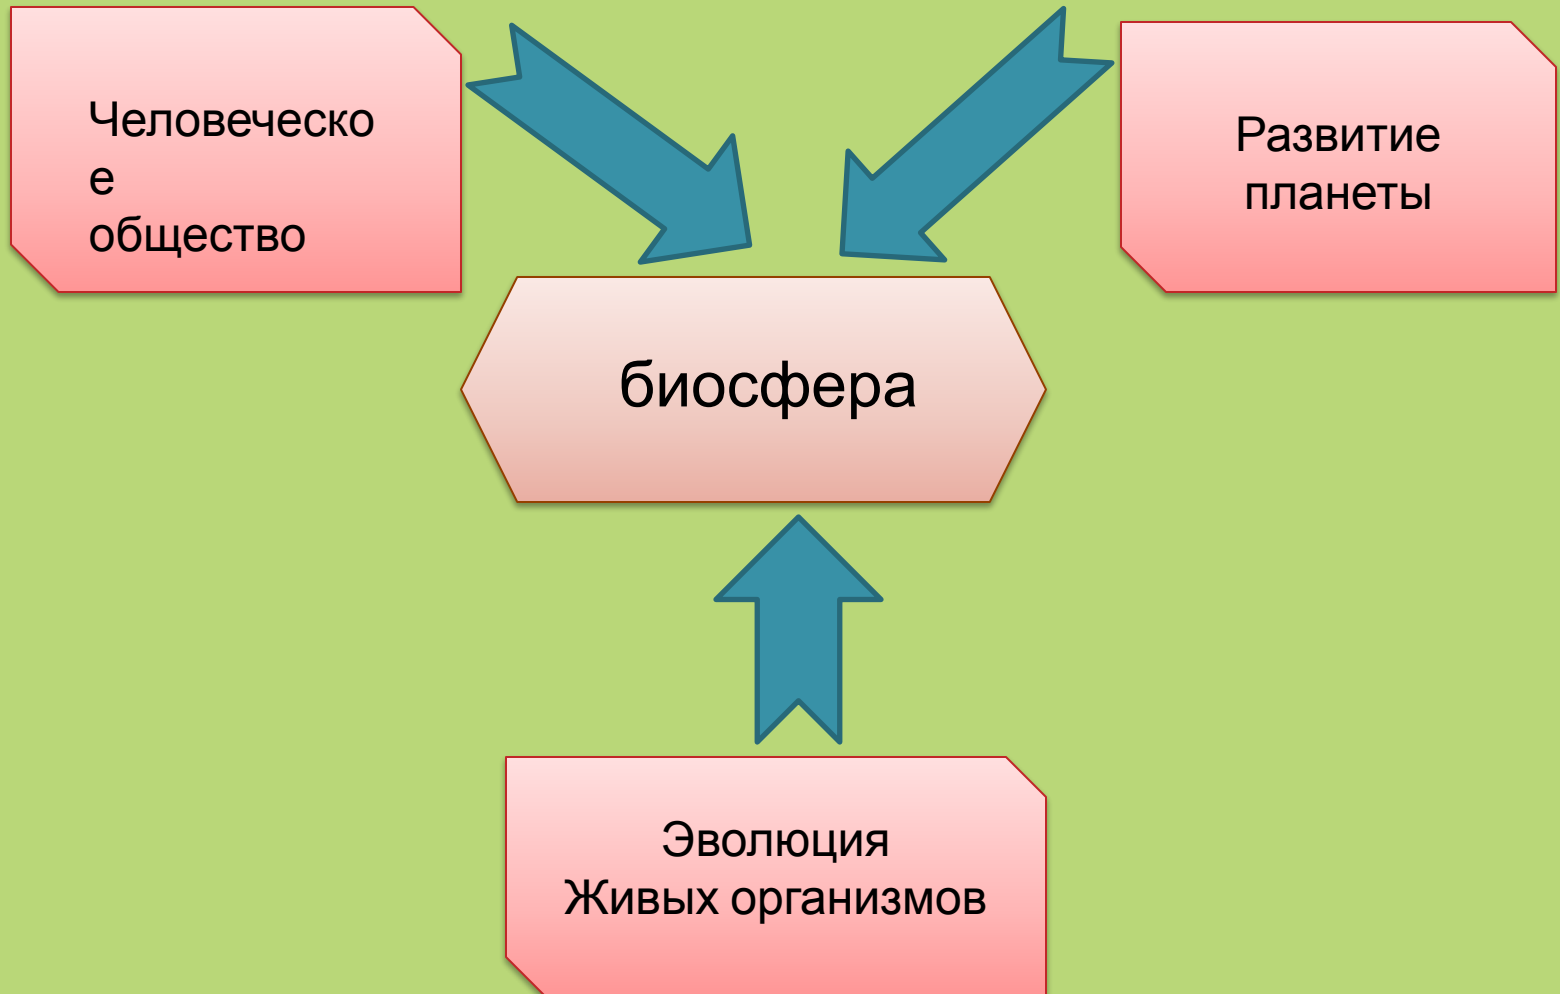 Человеческо
е
общество
Развитие
планеты
биосфера
Эволюция
Живых организмов